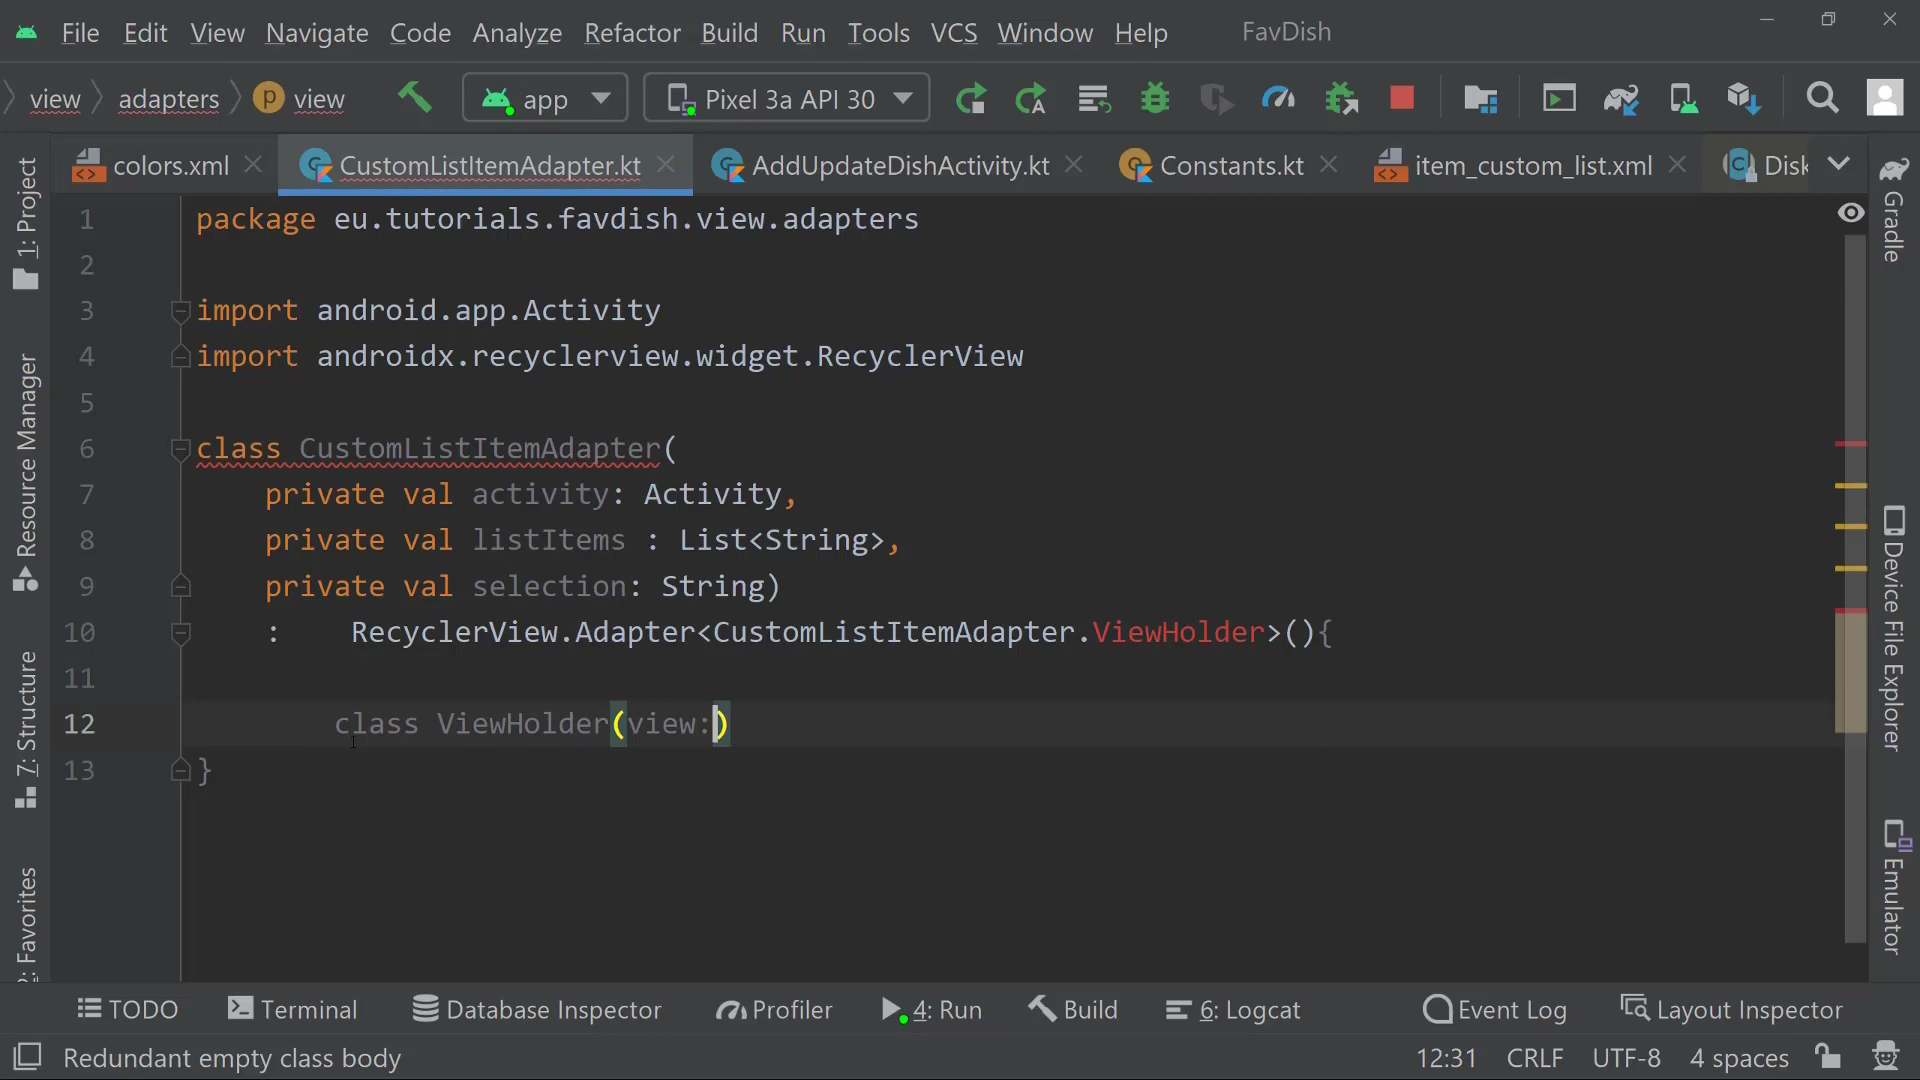 File Edit View Navigate Code Analyze Refactor Build Run Tools VCS Window Help FavDish
view adapters p view app Pixel 3a API 30
colors.xml CustomListItemAdapter.kt AddUpdateDishActivity.kt Constants.kt item_custom_list.xml Disk
1: Project
Resource Manager
7: Structure
Favorites
1 package eu.tutorials.favdish.view.adapters
2
3 import android.app.Activity
4 import androidx.recyclerview.widget.RecyclerView
5
6 class CustomListItemAdapter(
7 private val activity: Activity,
8 private val listItems : List<String>,
9 private val selection: String)
10 : RecyclerView.Adapter<CustomListItemAdapter.ViewHolder>(){
11
12 class ViewHolder(view:)
13 }
Gradle
Device File Explorer
Emulator
TODO Terminal Database Inspector Profiler 4: Run Build 6: Logcat Event Log Layout Inspector
Redundant empty class body 12:31 CRLF UTF-8 4 spaces